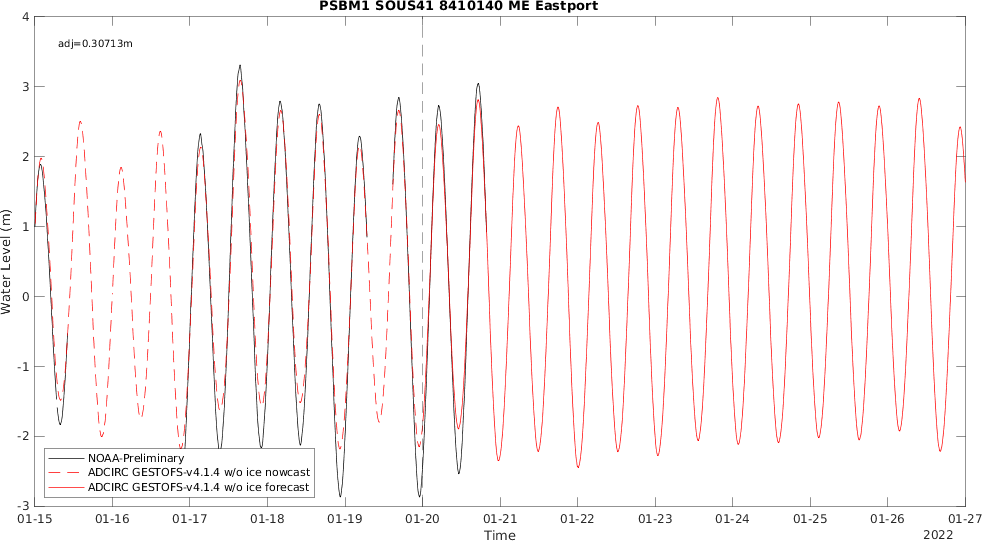 PSBM1 SOUS41 8410140 ME Eastport
adj=0.30713m
4
3
2
1
0
-1
-2
-3
Water Level (m)
NOAA-Preliminary
ADCIRC GESTOFS-v4.1.4 w/o ice nowcast
ADCIRC GESTOFS-v4.1.4 w/o ice forecast
01-15 01-16 01-17 01-18 01-19 01-20 01-21 01-22 01-23 01-24 01-25 01-26 01-27
Time
2022